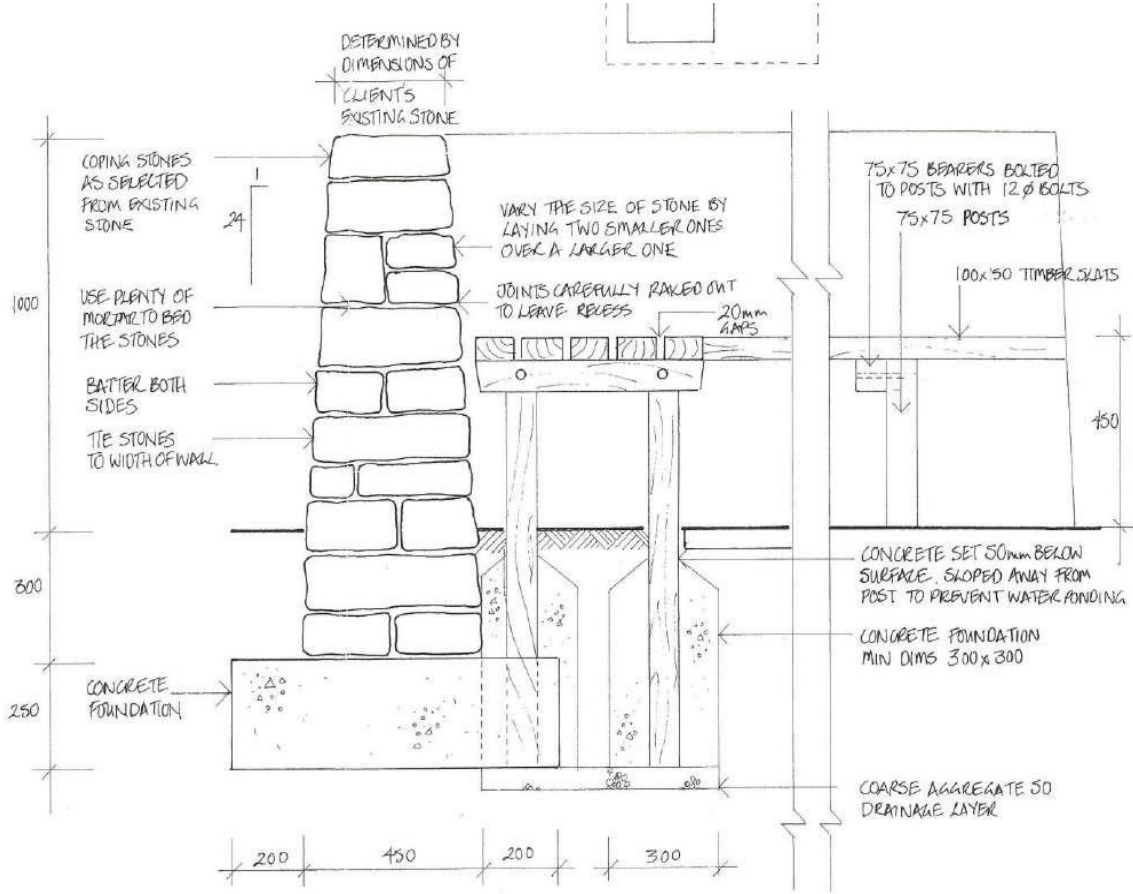 DETERMINED BY
DIMENSIONS OF
CLIENTS
EXISTING STONE
COPING STONES
AS SELECTED
FROM EXISTING
STONE
1
24
VARY THE SIZE OF STONE BY
LAYING TWO SMALLER ONES
OVER A LARGER ONE
75x75 BEARERS BOLTED
TO POSTS WITH 12 Ø BOLTS
75x75 POSTS
100x50 TIMBER SLATS
1000
USE PLENTY OF
MORTAR TO BED
THE STONES
JOINTS CAREFULLY RAKED OUT
TO LEAVE RECESS
20mm
GAPS
BATTER BOTH
SIDES
TIE STONES
TO WIDTH OF WALL
450
300
CONCRETE SET 50mm BELOW
SURFACE, SLOPED AWAY FROM
POST TO PREVENT WATER PONDING
CONCRETE FOUNDATION
MIN DIMS 300x300
CONCRETE
FOUNDATION
250
COARSE AGGREGATE 50
DRAINAGE LAYER
200
450
200
300